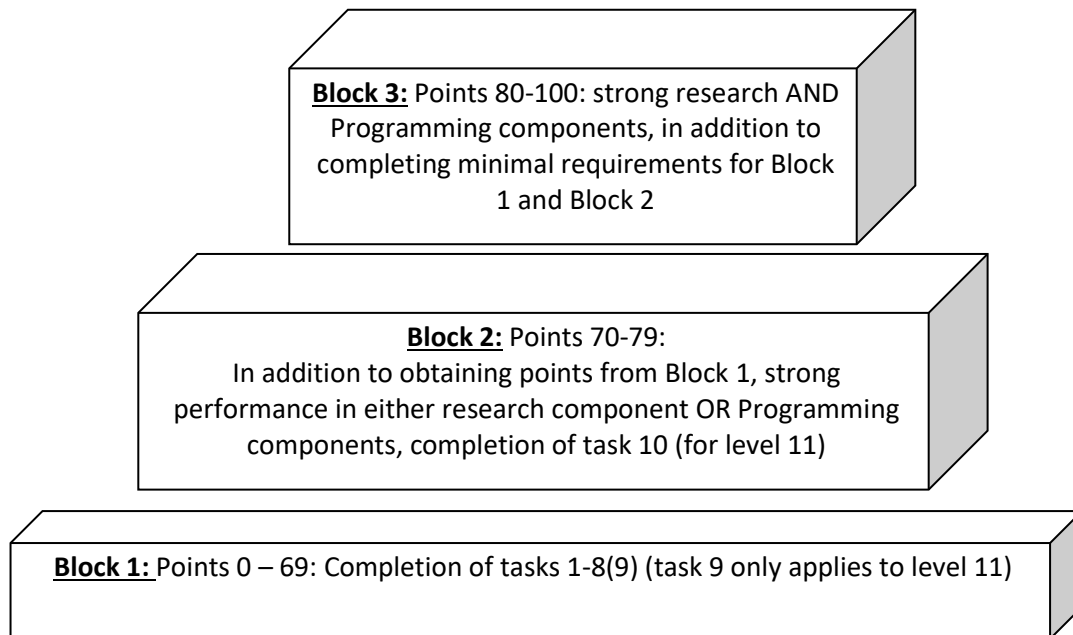 Block 3: Points 80-100: strong research AND
Programming components, in addition to
completing minimal requirements for Block
1 and Block 2
Block 2: Points 70-79:
In addition to obtaining points from Block 1, strong
performance in either research component OR Programming
components, completion of task 10 (for level 11)
Block 1: Points 0 – 69: Completion of tasks 1-8(9) (task 9 only applies to level 11)